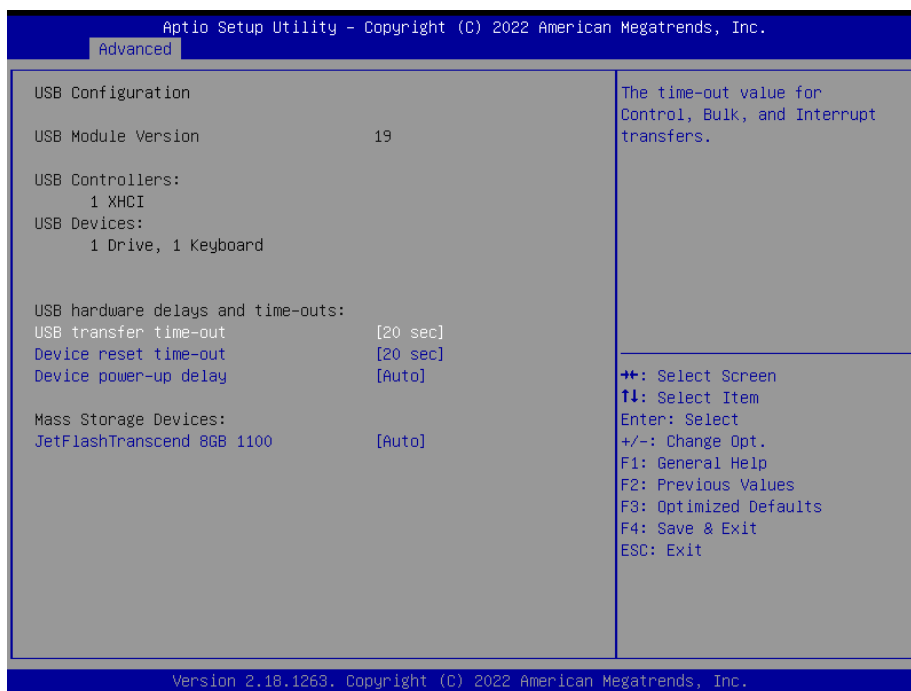 Aptio Setup Utility – Copyright (C) 2022 American Megatrends, Inc.
Advanced
USB Configuration
USB Module Version 19
USB Controllers:
1 XHCI
USB Devices:
1 Drive, 1 Keyboard
USB hardware delays and time-outs:
USB transfer time-out [20 sec]
Device reset time-out [20 sec]
Device power-up delay [Auto]
Mass Storage Devices:
JetFlashTranscend 8GB 1100 [Auto]
The time-out value for
Control, Bulk, and Interrupt
transfers.
→←: Select Screen
↑↓: Select Item
Enter: Select
+/-: Change Opt.
F1: General Help
F2: Previous Values
F3: Optimized Defaults
F4: Save & Exit
ESC: Exit
Version 2.18.1263. Copyright (C) 2022 American Megatrends, Inc.